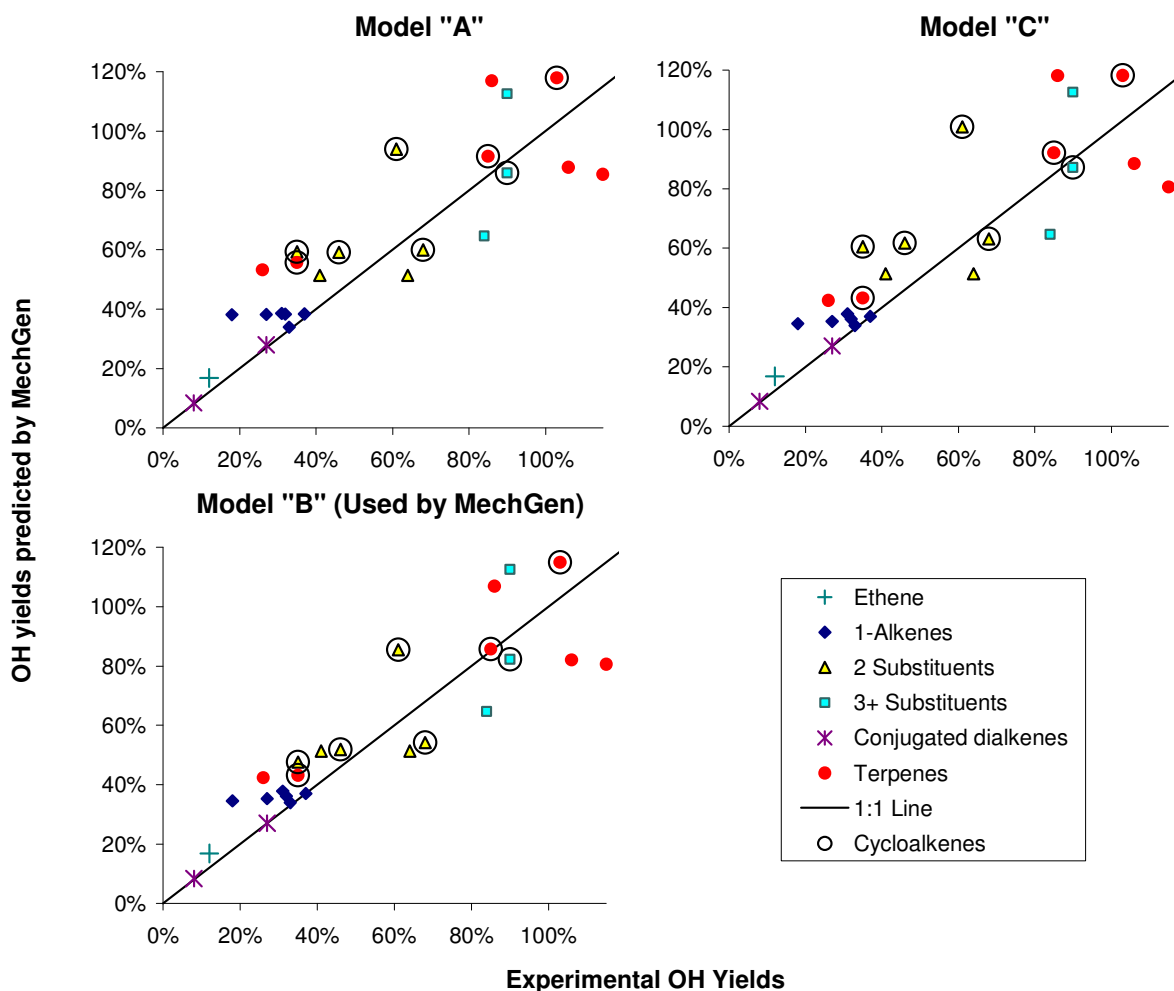 Model "A"
120%
100%
80%
60%
40%
20%
0%
0% 20% 40% 60% 80% 100%
Model "C"
120%
100%
80%
60%
40%
20%
0%
0% 20% 40% 60% 80% 100%
OH yields predicted by MechGen
Model "B" (Used by MechGen)
120%
100%
80%
60%
40%
20%
0%
0% 20% 40% 60% 80% 100%
Ethene
1-Alkenes
2 Substituents
3+ Substituents
Conjugated dialkenes
Terpenes
1:1 Line
Cycloalkenes
Experimental OH Yields